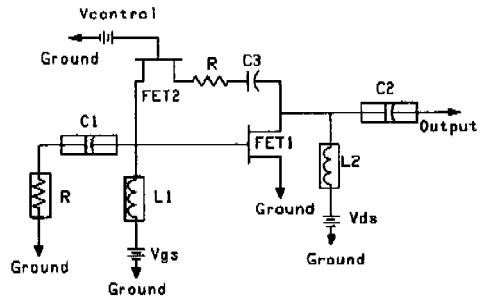 Vcontrol
Ground
R
C3
FET2
C2
C1
FET1
Output
R
L1
L2
Ground
Vds
Ground
Vgs
Ground
Ground